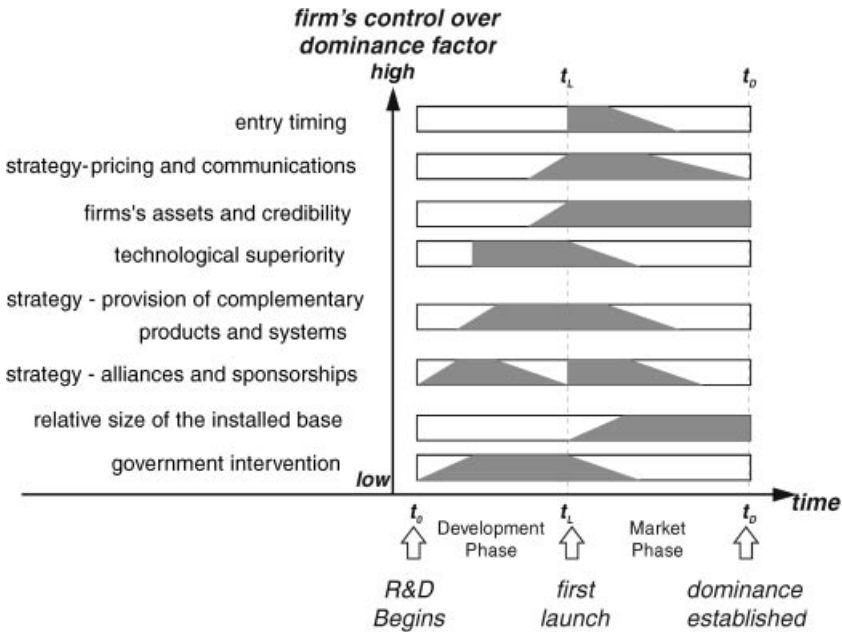 firm's control over
dominance factor
high
t_L
t_D
entry timing
strategy-pricing and communications
firms's assets and credibility
technological superiority
strategy - provision of complementary
products and systems
strategy - alliances and sponsorships
relative size of the installed base
government intervention
low
time
t_0
Development
Phase
t_L
Market
Phase
t_D
R&D
Begins
first
launch
dominance
established